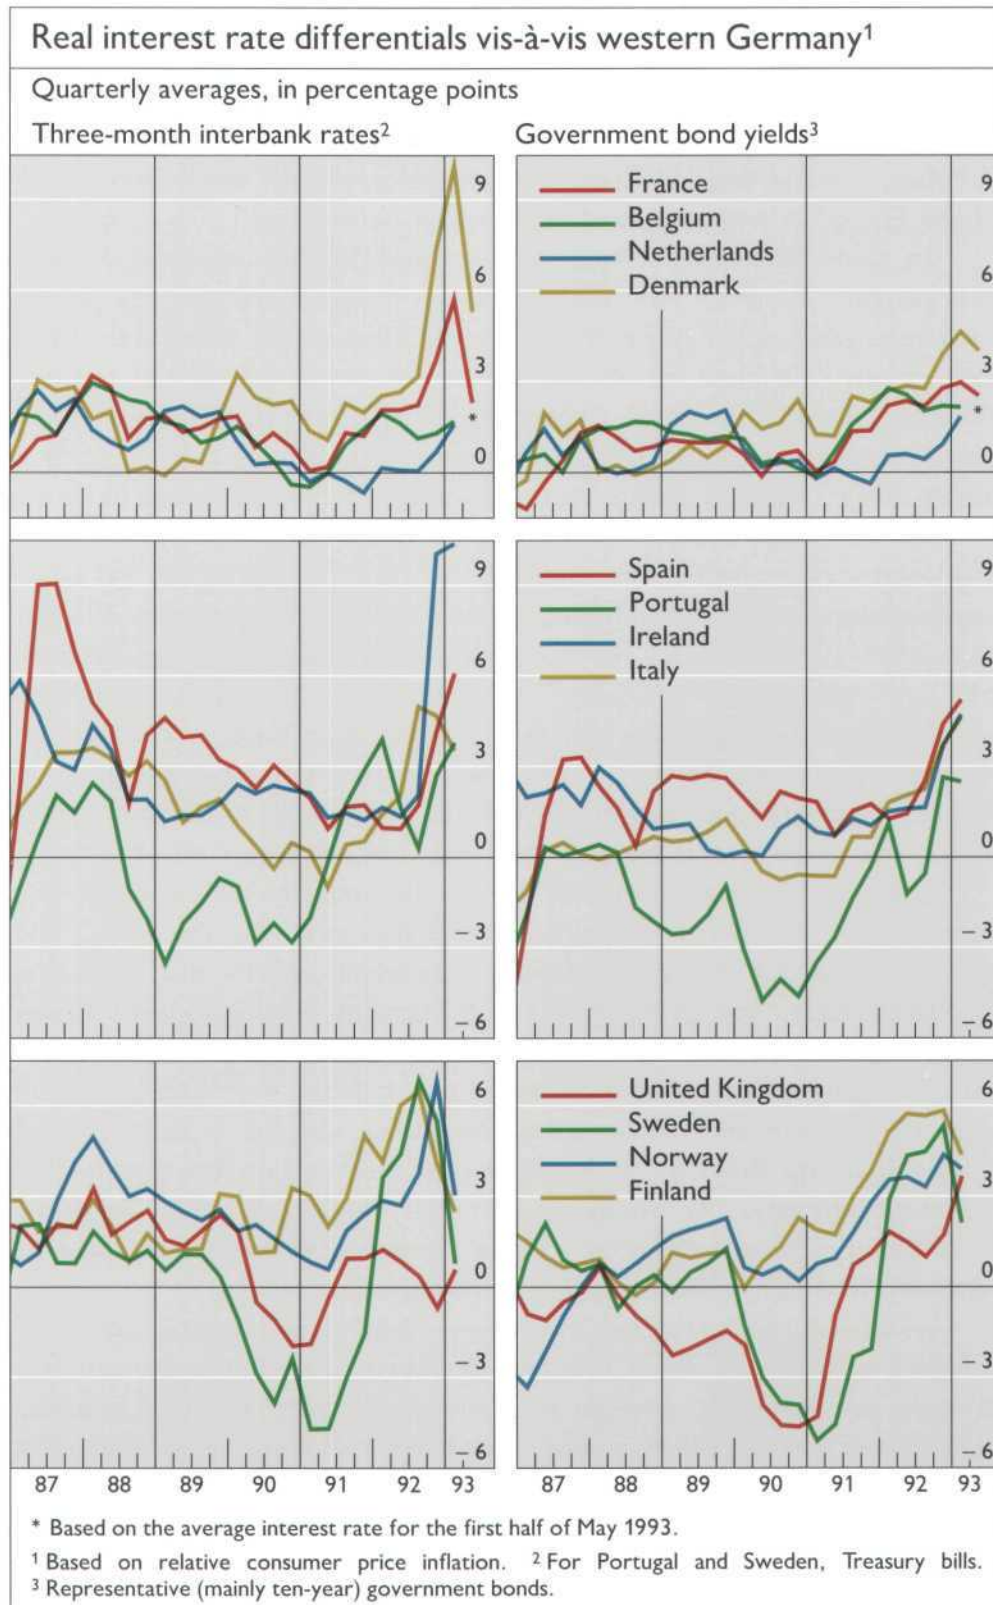 Real interest rate differentials vis-à-vis western Germany¹
Quarterly averages, in percentage points
Three-month interbank rates²
Government bond yields³
9
6
3
*
0
France
Belgium
Netherlands
Denmark
9
6
3
*
0
9
6
3
0
– 3
– 6
Spain
Portugal
Ireland
Italy
9
6
3
0
– 3
– 6
6
3
0
– 3
– 6
87 88 89 90 91 92 93
United Kingdom
Sweden
Norway
Finland
6
3
0
– 3
– 6
87 88 89 90 91 92 93
* Based on the average interest rate for the first half of May 1993.
¹ Based on relative consumer price inflation. ² For Portugal and Sweden, Treasury bills.
³ Representative (mainly ten-year) government bonds.